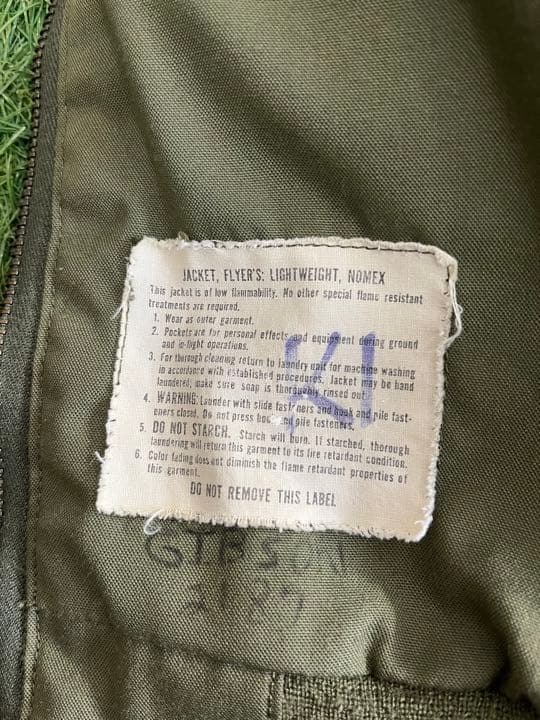 JACKET, FLYER'S: LIGHTWEIGHT, NOMEX
This jacket is of low flammability. No other special flame resistant
treatments are required.
1. Wear as outer garment.
2. Pockets are for personal effects and equipment during ground
and in-flight operations.
3. For thorough cleaning return to laundry unit for machine washing
in accordance with established procedures. Jacket may be hand
laundered, make sure soap is thoroughly rinsed out.
4. WARNING: Launder with slide fasteners and hook and pile fast-
eners closed. Do not press hook and pile fasteners.
5. DO NOT STARCH. Starch will burn. If starched, thorough
laundering will return this garment to its fire retardant condition.
6. Color fading does not diminish the flame retardant properties of
this garment.
DO NOT REMOVE THIS LABEL
K1
GIBSON